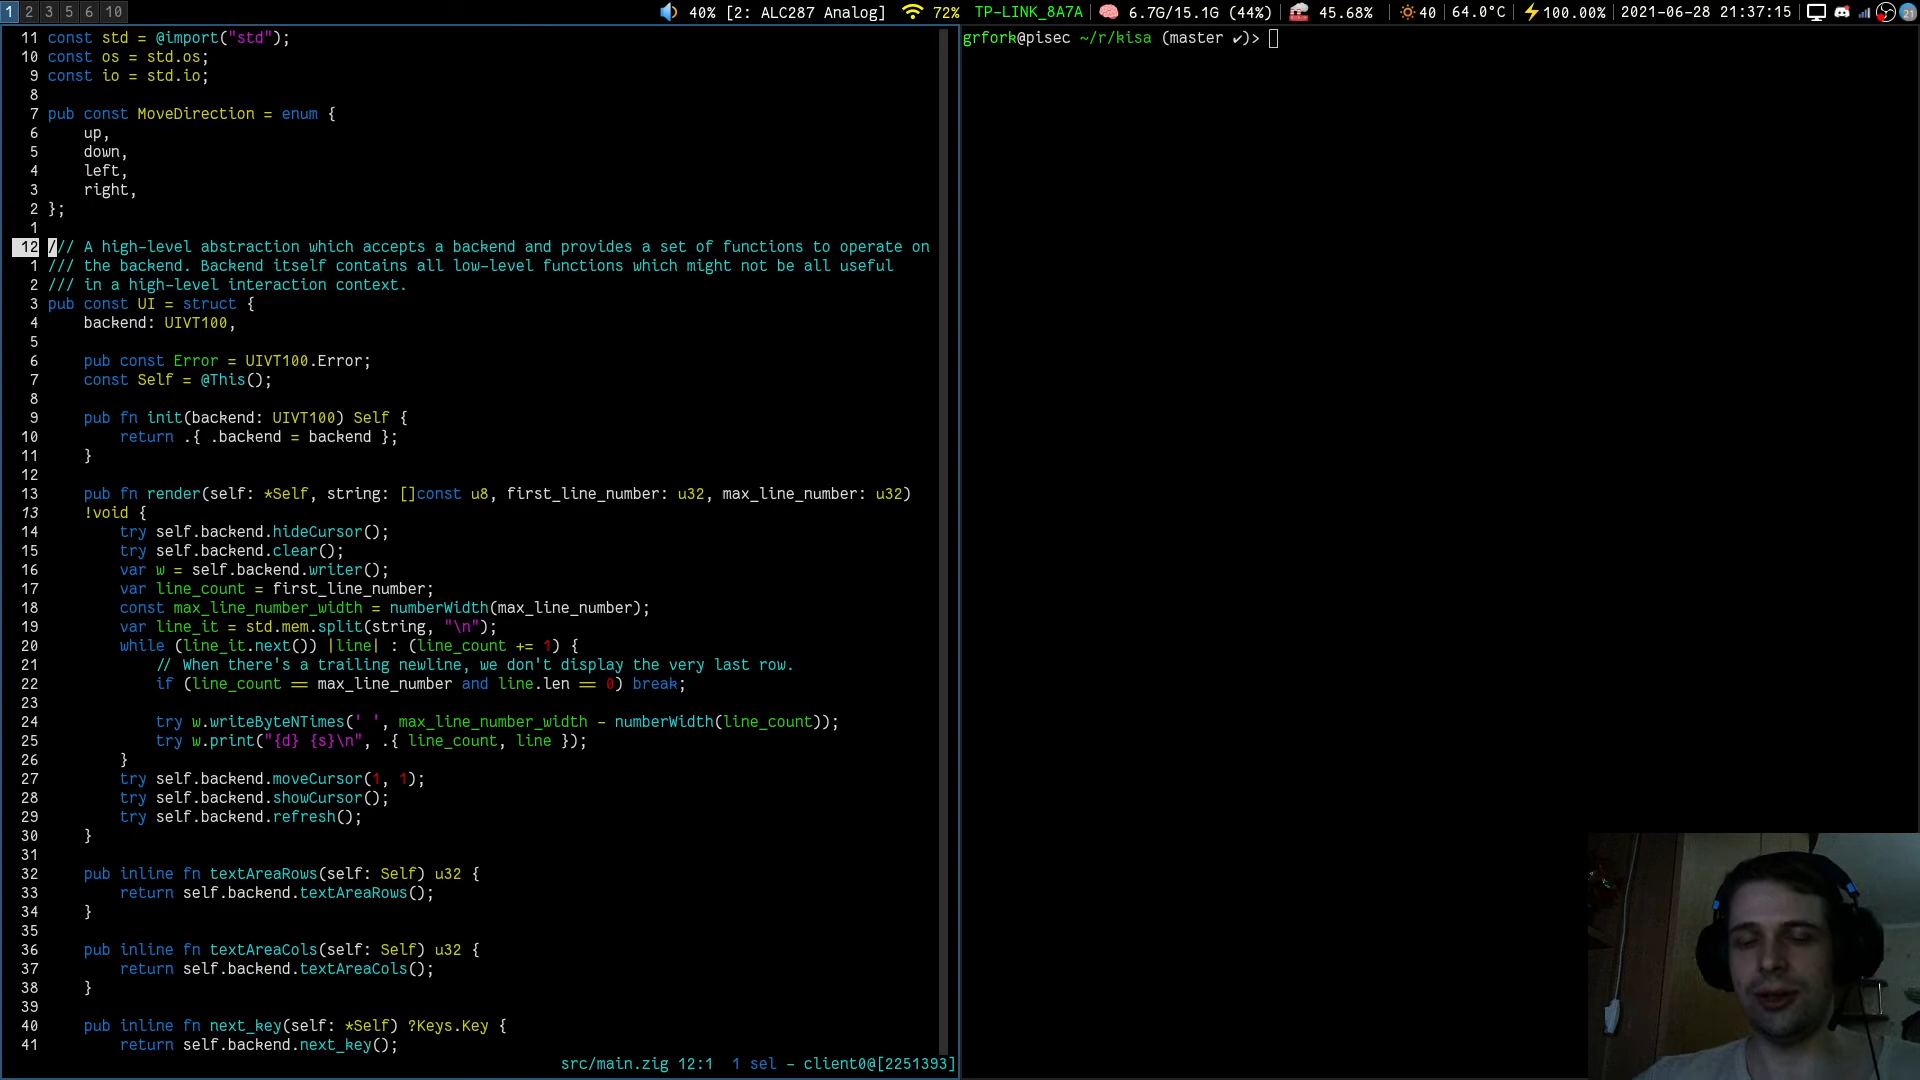 1 2 3 5 6 10 40% [2: ALC287 Analog] 72% TP-LINK_8A7A 6.7G/15.1G (44%) 45.68% 40 64.0°C 100.00% 2021-06-28 21:37:15 21
11 const std = @import("std");
10 const os = std.os;
9 const io = std.io;
8
7 pub const MoveDirection = enum {
6 up,
5 down,
4 left,
3 right,
2 };
1
12 /// A high-level abstraction which accepts a backend and provides a set of functions to operate on
1 /// the backend. Backend itself contains all low-level functions which might not be all useful
2 /// in a high-level interaction context.
3 pub const UI = struct {
4 backend: UIVT100,
5
6 pub const Error = UIVT100.Error;
7 const Self = @This();
8
9 pub fn init(backend: UIVT100) Self {
10 return .{ .backend = backend };
11 }
12
13 pub fn render(self: *Self, string: []const u8, first_line_number: u32, max_line_number: u32)
13 !void {
14 try self.backend.hideCursor();
15 try self.backend.clear();
16 var w = self.backend.writer();
17 var line_count = first_line_number;
18 const max_line_number_width = numberWidth(max_line_number);
19 var line_it = std.mem.split(string, "\n");
20 while (line_it.next()) |line| : (line_count += 1) {
21 // When there's a trailing newline, we don't display the very last row.
22 if (line_count == max_line_number and line.len == 0) break;
23
24 try w.writeByteNTimes(' ', max_line_number_width - numberWidth(line_count));
25 try w.print("{d} {s}\n", .{ line_count, line });
26 }
27 try self.backend.moveCursor(1, 1);
28 try self.backend.showCursor();
29 try self.backend.refresh();
30 }
31
32 pub inline fn textAreaRows(self: Self) u32 {
33 return self.backend.textAreaRows();
34 }
35
36 pub inline fn textAreaCols(self: Self) u32 {
37 return self.backend.textAreaCols();
38 }
39
40 pub inline fn next_key(self: *Self) ?Keys.Key {
41 return self.backend.next_key();
src/main.zig 12:1 1 sel - client0@[2251393]
grfork@pisec ~/r/kisa (master ✔)>